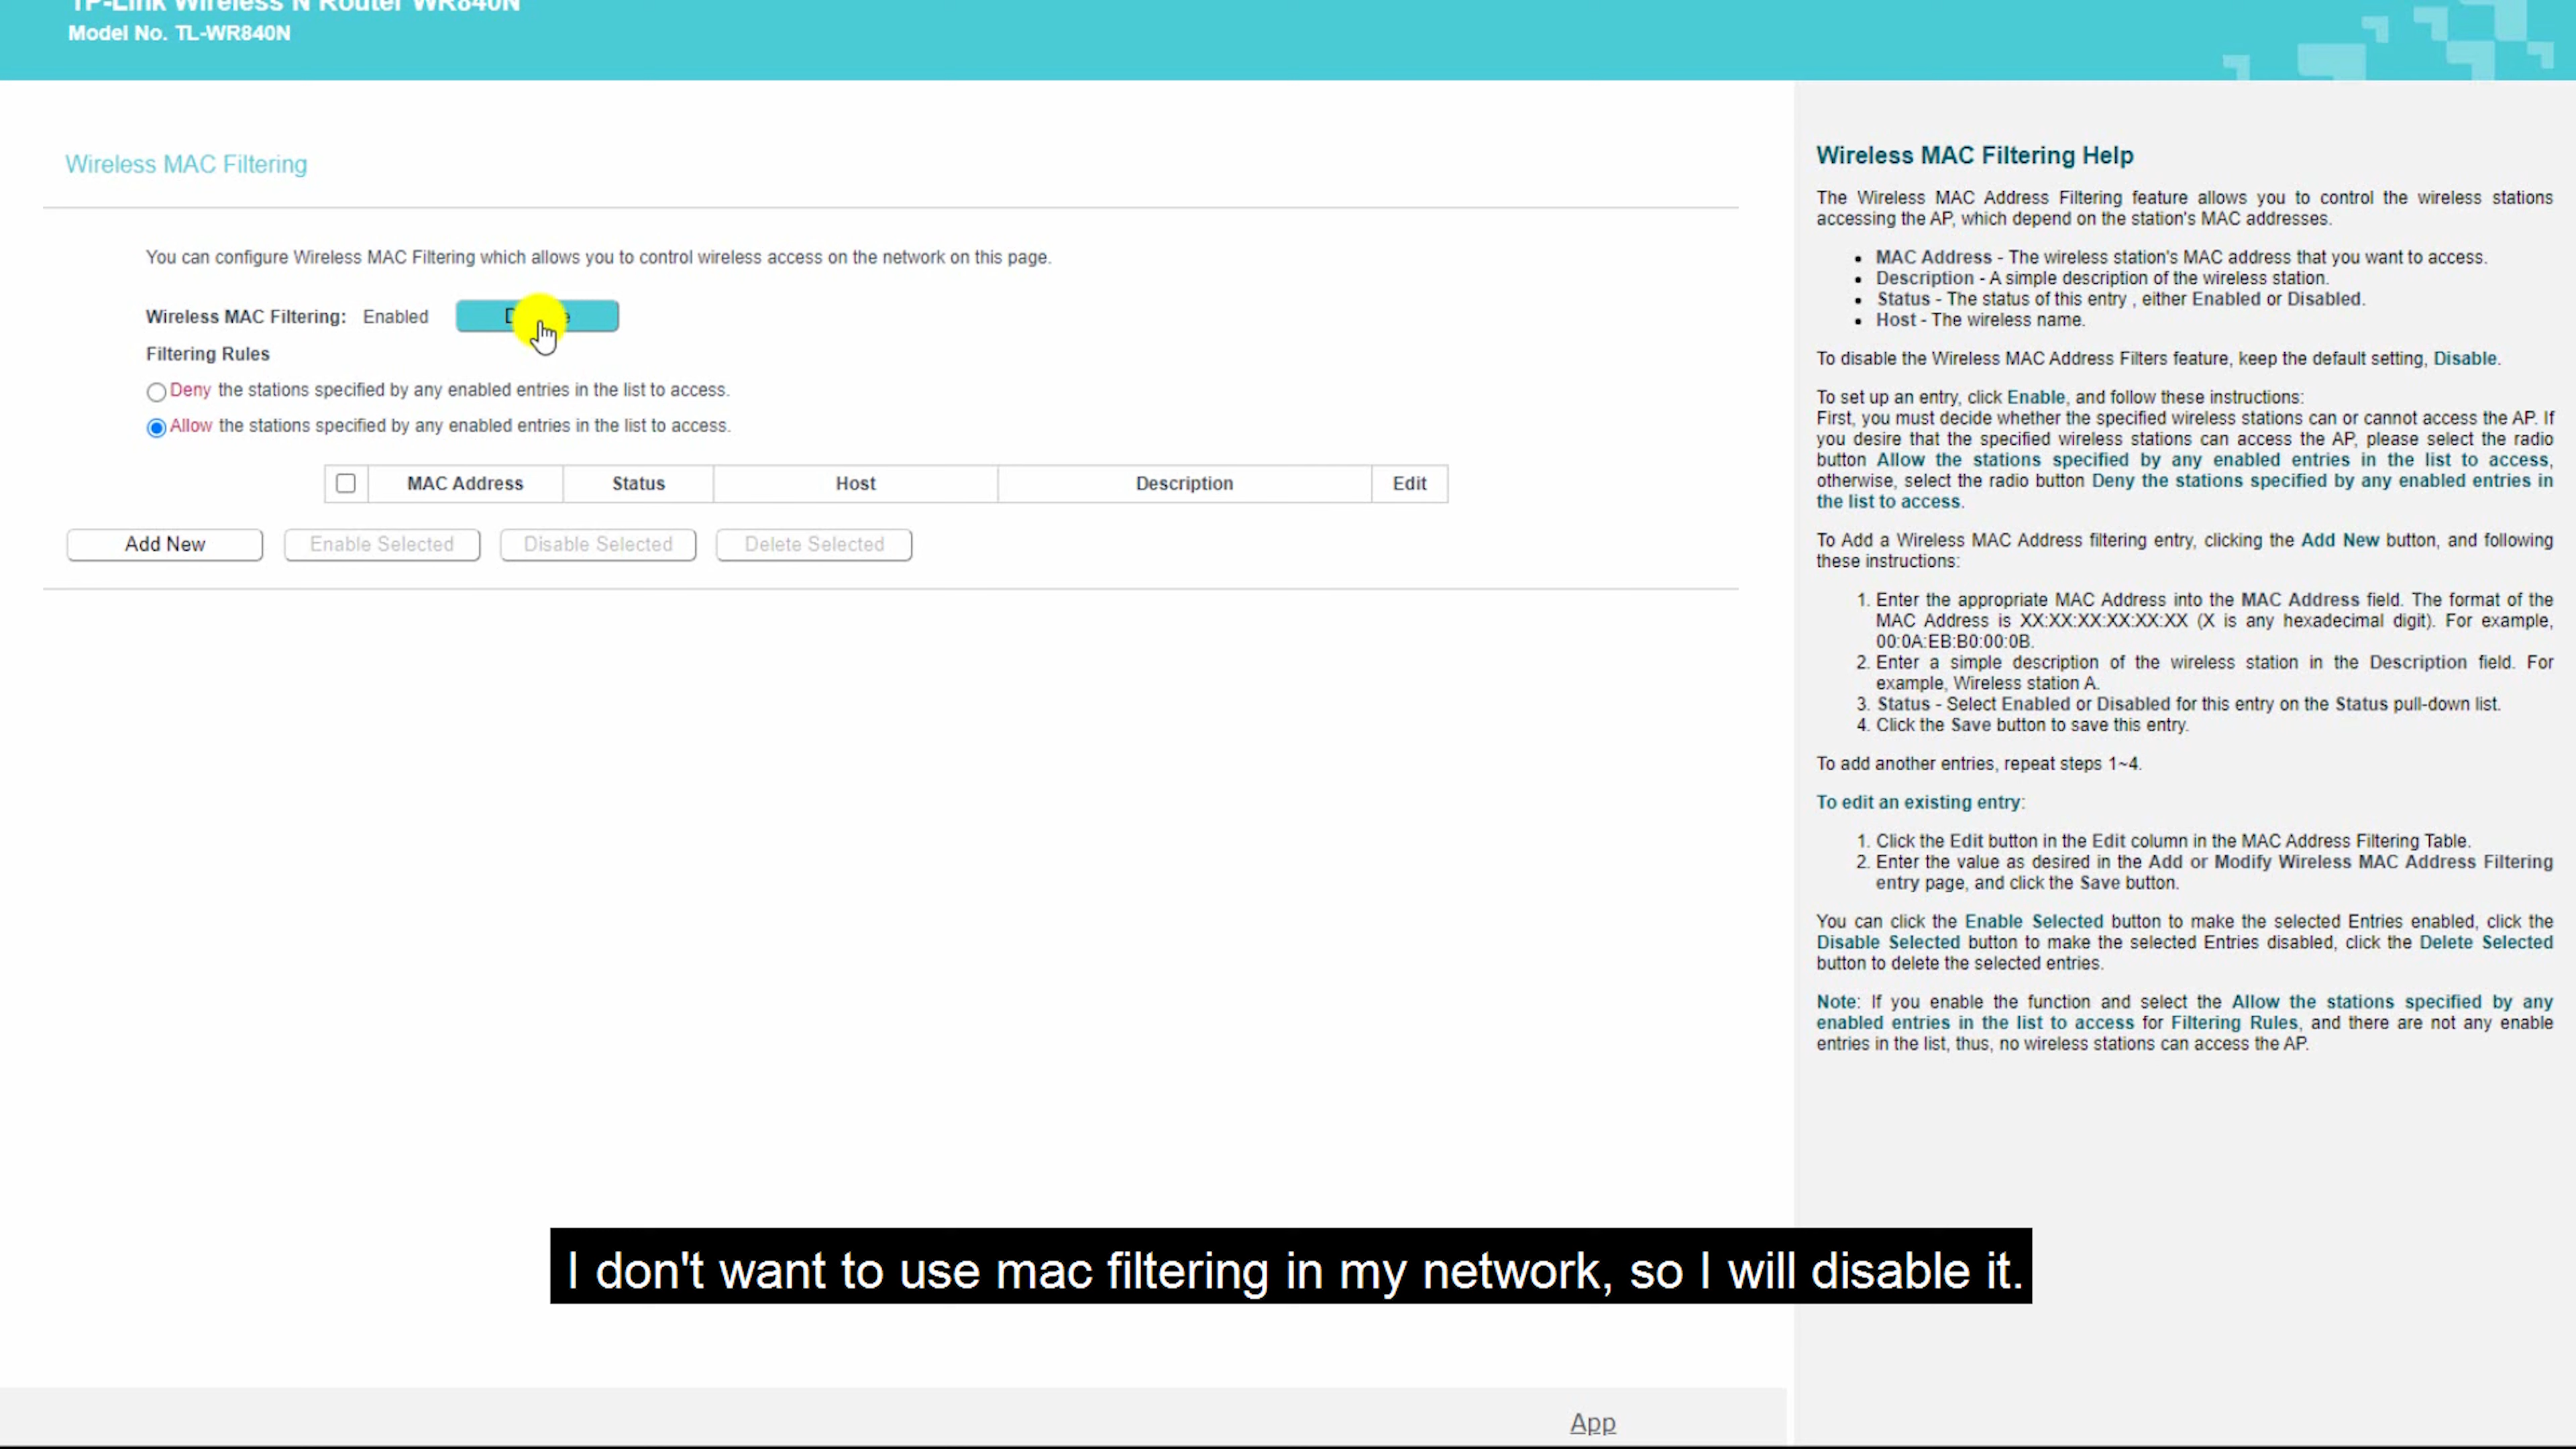 TP-Link Wireless N Router WR840N
Model No. TL-WR840N
Wireless MAC Filtering
You can configure Wireless MAC Filtering which allows you to control wireless access on the network on this page.
Wireless MAC Filtering: Enabled
Filtering Rules
Deny the stations specified by any enabled entries in the list to access.
Allow the stations specified by any enabled entries in the list to access.
MAC Address Status Host Description Edit
Add New Enable Selected Disable Selected Delete Selected
Wireless MAC Filtering Help
The Wireless MAC Address Filtering feature allows you to control the wireless stations
accessing the AP, which depend on the station's MAC addresses.
• MAC Address - The wireless station's MAC address that you want to access.
• Description - A simple description of the wireless station.
• Status - The status of this entry , either Enabled or Disabled.
• Host - The wireless name.
To disable the Wireless MAC Address Filters feature, keep the default setting, Disable.
To set up an entry, click Enable, and follow these instructions:
First, you must decide whether the specified wireless stations can or cannot access the AP. If
you desire that the specified wireless stations can access the AP, please select the radio
button Allow the stations specified by any enabled entries in the list to access,
otherwise, select the radio button Deny the stations specified by any enabled entries in
the list to access.
To Add a Wireless MAC Address filtering entry, clicking the Add New button, and following
these instructions:
1. Enter the appropriate MAC Address into the MAC Address field. The format of the
MAC Address is XX:XX:XX:XX:XX:XX (X is any hexadecimal digit). For example,
00:0A:EB:B0:00:0B.
2. Enter a simple description of the wireless station in the Description field. For
example, Wireless station A.
3. Status - Select Enabled or Disabled for this entry on the Status pull-down list.
4. Click the Save button to save this entry.
To add another entries, repeat steps 1~4.
To edit an existing entry:
1. Click the Edit button in the Edit column in the MAC Address Filtering Table.
2. Enter the value as desired in the Add or Modify Wireless MAC Address Filtering
entry page, and click the Save button.
You can click the Enable Selected button to make the selected Entries enabled, click the
Disable Selected button to make the selected Entries disabled, click the Delete Selected
button to delete the selected entries.
Note: If you enable the function and select the Allow the stations specified by any
enabled entries in the list to access for Filtering Rules, and there are not any enable
entries in the list, thus, no wireless stations can access the AP.
I don't want to use mac filtering in my network, so I will disable it.
App